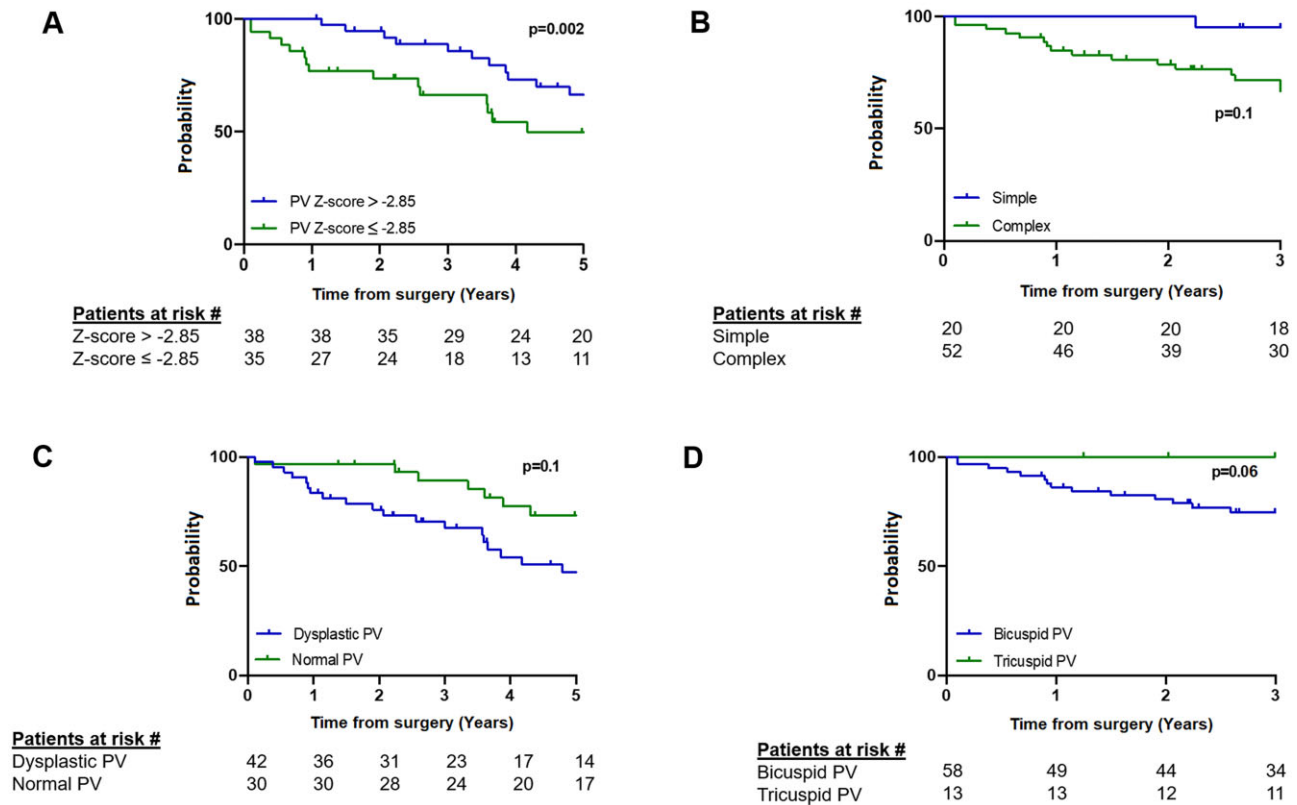 A
100
50
0
Probability
p=0.002
PV Z-score > -2.85
PV Z-score ≤ -2.85
0 1 2 3 4 5
Time from surgery (Years)
Patients at risk #
Z-score > -2.85 38 38 35 29 24 20
Z-score ≤ -2.85 35 27 24 18 13 11
B
100
50
0
Probability
p=0.1
Simple
Complex
0 1 2 3
Time from surgery (Years)
Patients at risk #
Simple 20 20 20 18
Complex 52 46 39 30
C
100
50
0
Probability
p=0.1
Dysplastic PV
Normal PV
0 1 2 3 4 5
Time from surgery (Years)
Patients at risk #
Dysplastic PV 42 36 31 23 17 14
Normal PV 30 30 28 24 20 17
D
100
50
0
Probability
p=0.06
Bicuspid PV
Tricuspid PV
0 1 2 3
Time from surgery (Years)
Patients at risk #
Bicuspid PV 58 49 44 34
Tricuspid PV 13 13 12 11